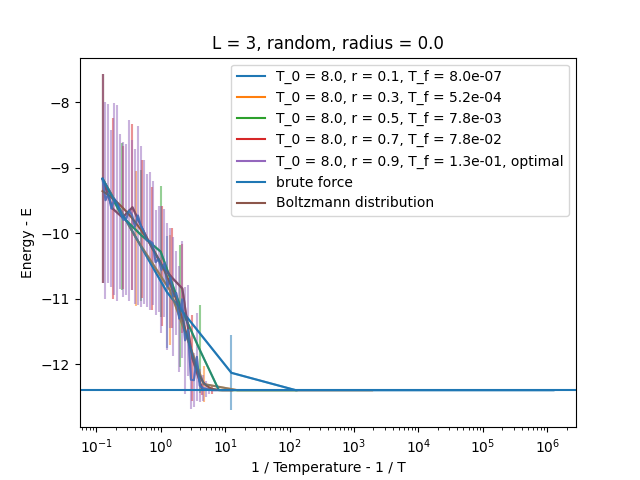 L = 3, random, radius = 0.0
T_0 = 8.0, r = 0.1, T_f = 8.0e-07
T_0 = 8.0, r = 0.3, T_f = 5.2e-04
T_0 = 8.0, r = 0.5, T_f = 7.8e-03
T_0 = 8.0, r = 0.7, T_f = 7.8e-02
T_0 = 8.0, r = 0.9, T_f = 1.3e-01, optimal
brute force
Boltzmann distribution
Energy - E
−8
−9
−10
−11
−12
10⁻¹ 10⁰ 10¹ 10² 10³ 10⁴ 10⁵ 10⁶
1 / Temperature - 1 / T